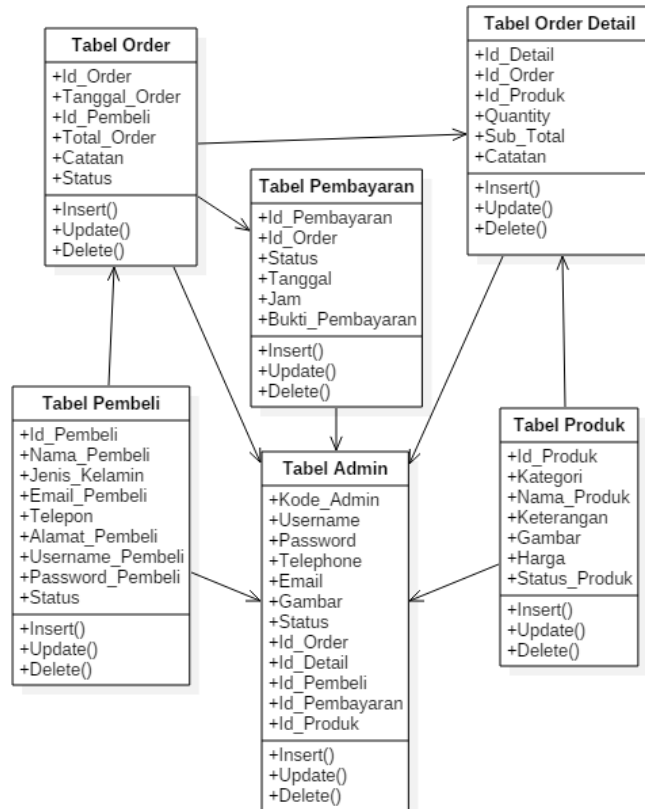 Tabel Order
+Id_Order
+Tanggal_Order
+Id_Pembeli
+Total_Order
+Catatan
+Status
+Insert()
+Update()
+Delete()
Tabel Order Detail
+Id_Detail
+Id_Order
+Id_Produk
+Quantity
+Sub_Total
+Catatan
+Insert()
+Update()
+Delete()
Tabel Pembayaran
+Id_Pembayaran
+Id_Order
+Status
+Tanggal
+Jam
+Bukti_Pembayaran
+Insert()
+Update()
+Delete()
Tabel Pembeli
+Id_Pembeli
+Nama_Pembeli
+Jenis_Kelamin
+Email_Pembeli
+Telepon
+Alamat_Pembeli
+Username_Pembeli
+Password_Pembeli
+Status
+Insert()
+Update()
+Delete()
Tabel Admin
+Kode_Admin
+Username
+Password
+Telephone
+Email
+Gambar
+Status
+Id_Order
+Id_Detail
+Id_Pembeli
+Id_Pembayaran
+Id_Produk
+Insert()
+Update()
+Delete()
Tabel Produk
+Id_Produk
+Kategori
+Nama_Produk
+Keterangan
+Gambar
+Harga
+Status_Produk
+Insert()
+Update()
+Delete()